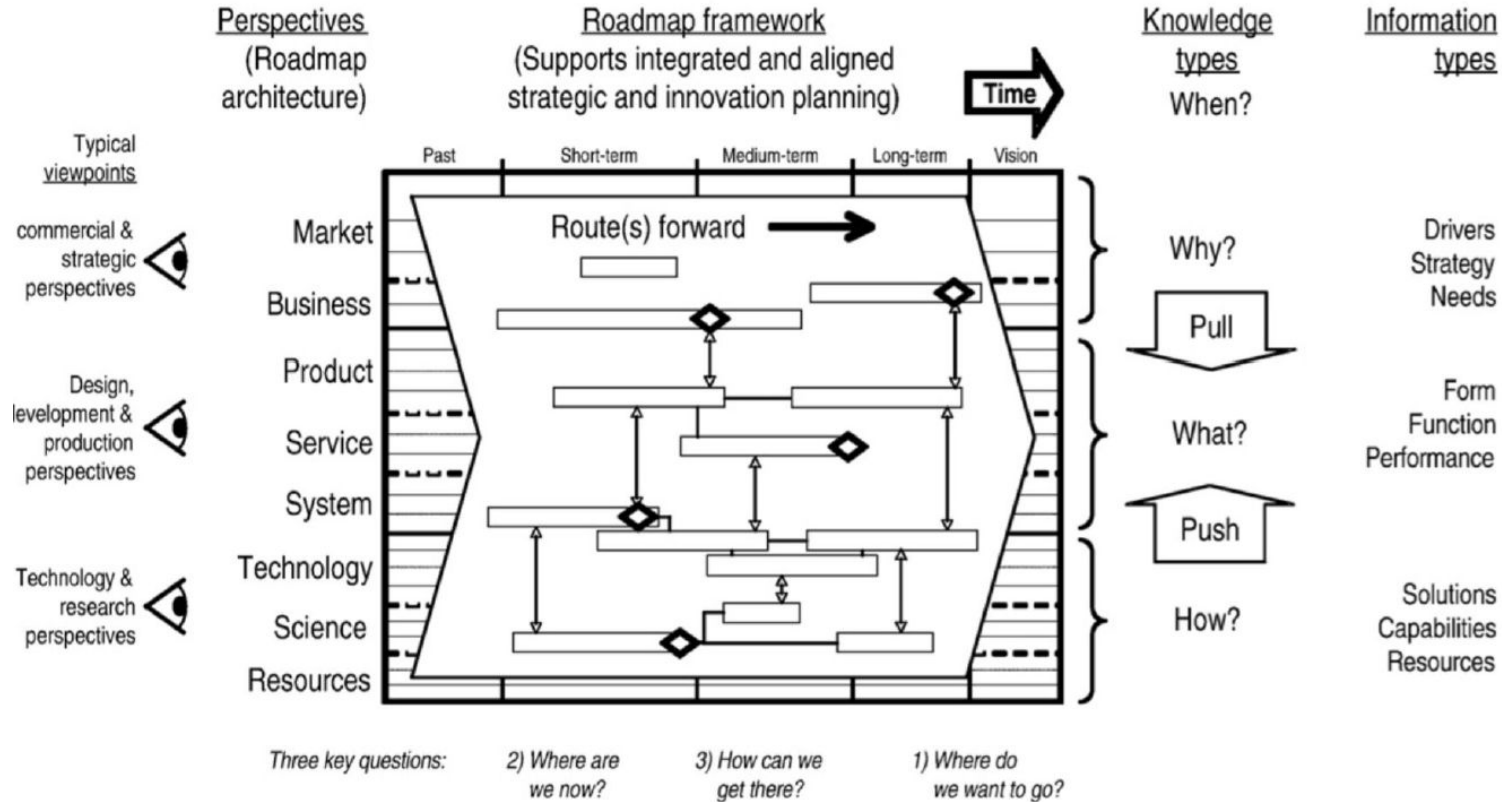 Perspectives
(Roadmap
architecture)
Roadmap framework
(Supports integrated and aligned
strategic and innovation planning)
Time
Knowledge
types
When?
Information
types
Typical
viewpoints
Past
Short-term
Medium-term
Long-term
Vision
commercial &
strategic
perspectives
Market
Business
Route(s) forward
Why?
Drivers
Strategy
Needs
Pull
Design,
levelopment &
production
perspectives
Product
Service
System
What?
Form
Function
Performance
Push
Technology &
research
perspectives
Technology
Science
Resources
How?
Solutions
Capabilities
Resources
Three key questions:
2) Where are
we now?
3) How can we
get there?
1) Where do
we want to go?